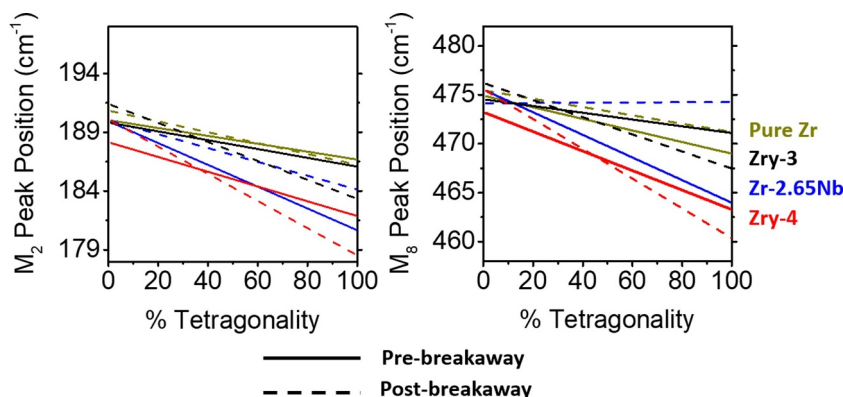 M2 Peak Position (cm-1)
194
189
184
179
0 20 40 60 80 100
% Tetragonality
M8 Peak Position (cm-1)
480
475
470
465
460
0 20 40 60 80 100
% Tetragonality
Pure Zr
Zry-3
Zr-2.65Nb
Zry-4
Pre-breakaway
Post-breakaway